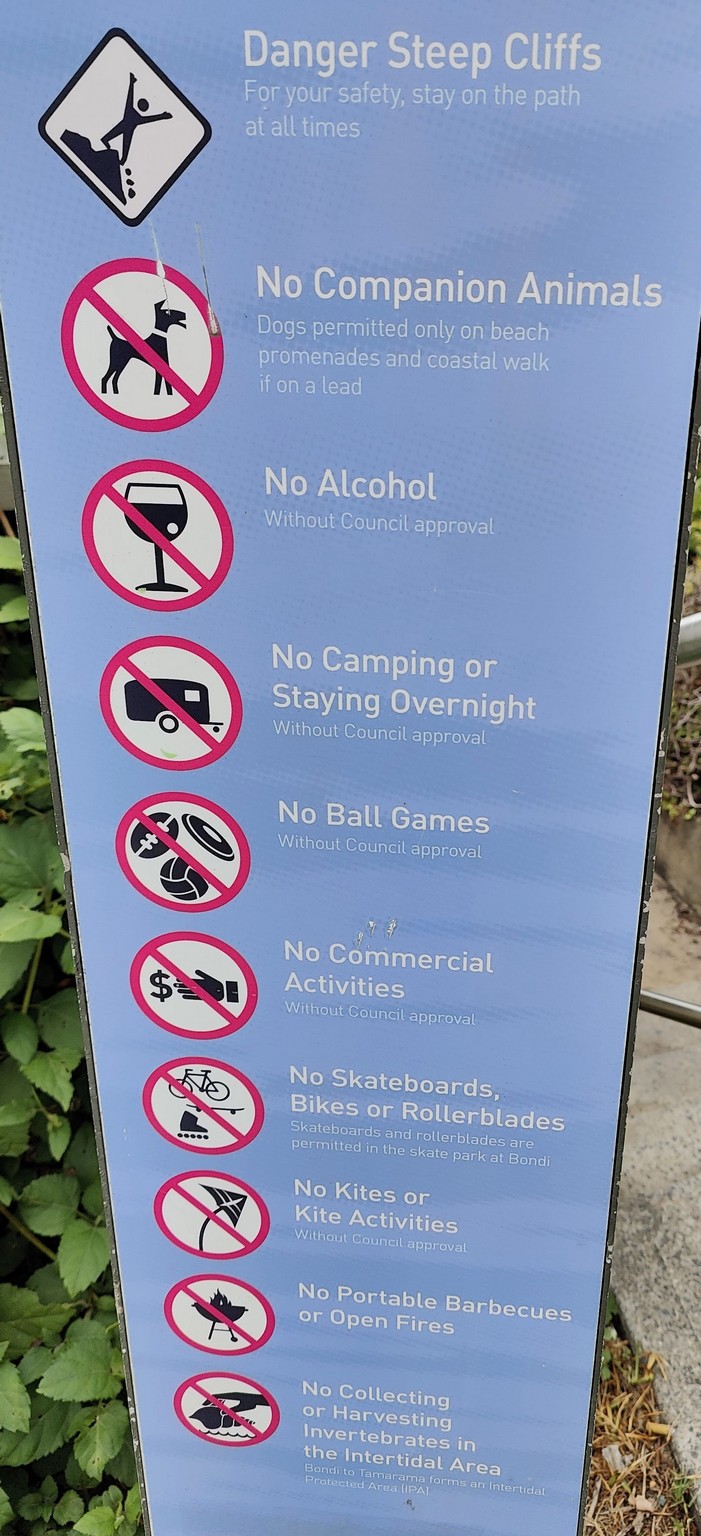 Danger Steep Cliffs
For your safety, stay on the path
at all times
No Companion Animals
Dogs permitted only on beach
promenades and coastal walk
if on a lead
No Alcohol
Without Council approval
No Camping or
Staying Overnight
Without Council approval
No Ball Games
Without Council approval
$
No Commercial
Activities
Without Council approval
No Skateboards,
Bikes or Rollerblades
Skateboards and rollerblades are
permitted in the skate park at Bondi
No Kites or
Kite Activities
Without Council approval
No Portable Barbecues
or Open Fires
No Collecting
or Harvesting
Invertebrates in
the Intertidal Area
Bondi to Tamarama forms an Intertidal
Protected Area (IPA)